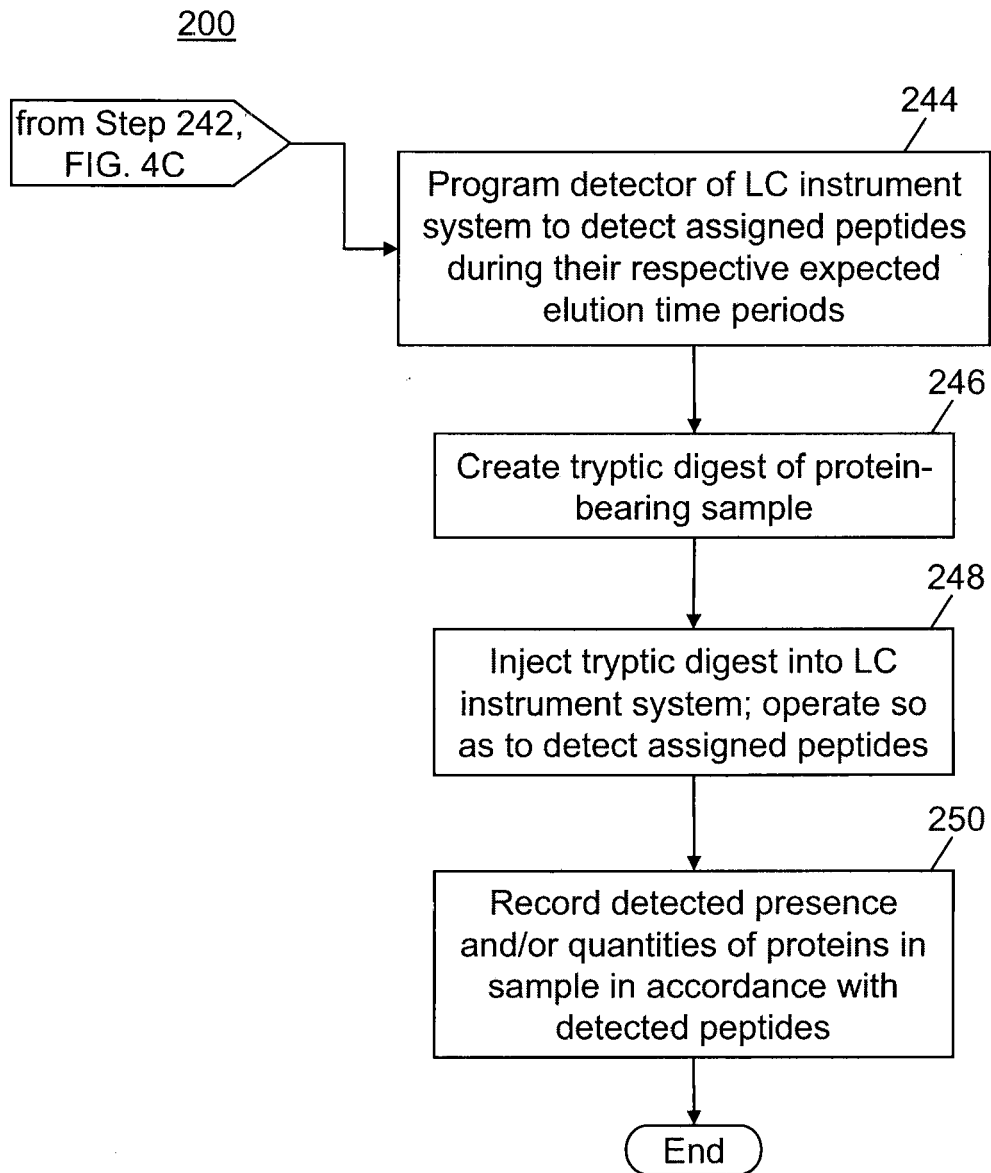 200
from Step 242,
FIG. 4C
244
Program detector of LC instrument
system to detect assigned peptides
during their respective expected
elution time periods
246
Create tryptic digest of protein-
bearing sample
248
Inject tryptic digest into LC
instrument system; operate so
as to detect assigned peptides
250
Record detected presence
and/or quantities of proteins in
sample in accordance with
detected peptides
End